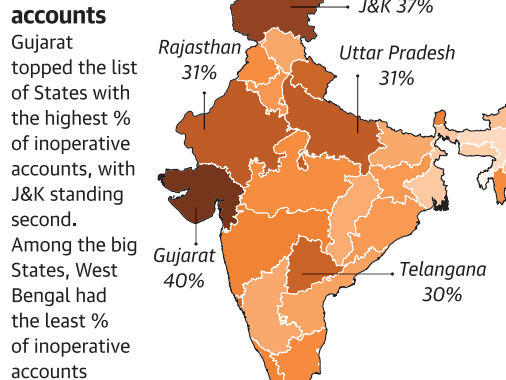 accounts
Gujarat
topped the list
of States with
the highest %
of inoperative
accounts, with
J&K standing
second.
Among the big
States, West
Bengal had
the least %
of inoperative
accounts
J&K 37%
Rajasthan
31%
Uttar Pradesh
31%
Gujarat
40%
Telangana
30%